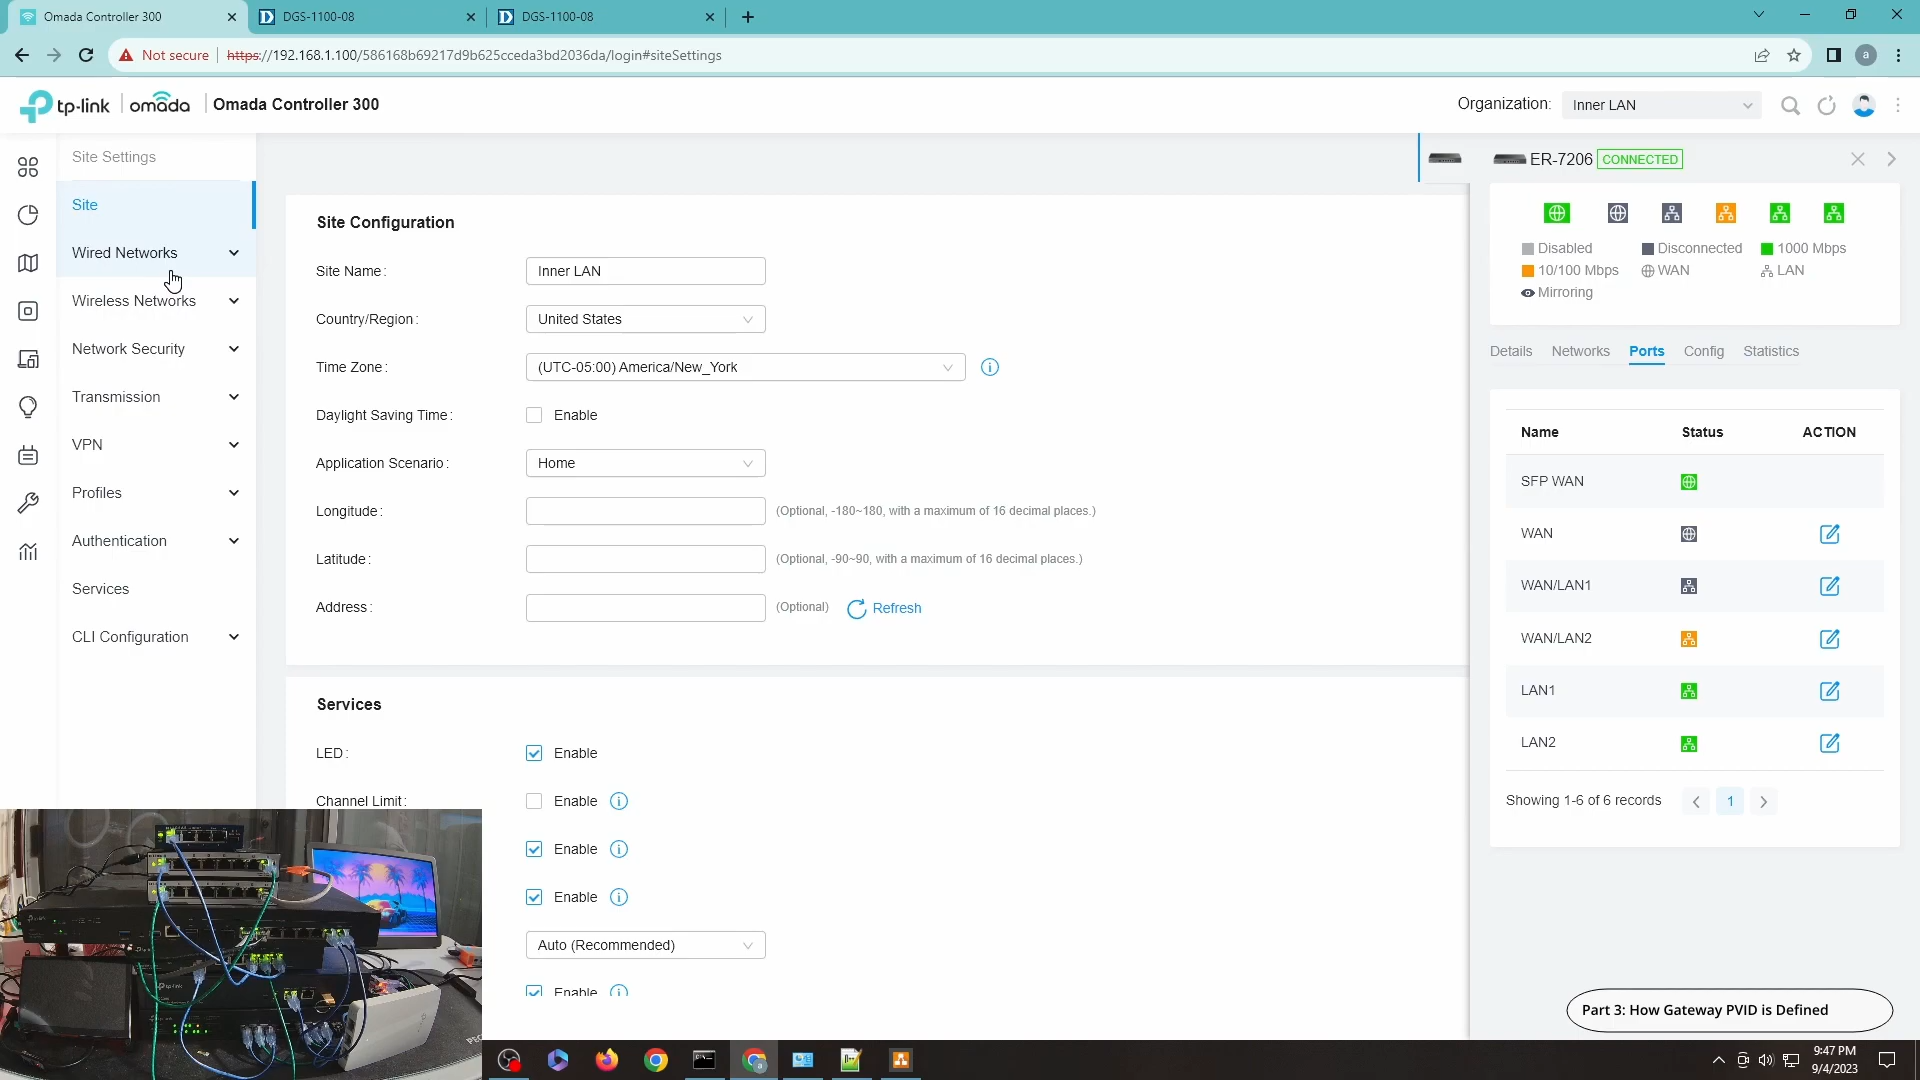 Omada Controller 300
DGS-1100-08
DGS-1100-08
Not secure
https://192.168.1.100/586168b69217d9b625cceda3bd2036da/login#siteSettings
a
tp-link
omada
Omada Controller 300
Organization:
Inner LAN
Site Settings
Site
Wired Networks
Wireless Networks
Network Security
Transmission
VPN
Profiles
Authentication
Services
CLI Configuration
Site Configuration
Site Name:
Inner LAN
Country/Region:
United States
Time Zone:
(UTC-05:00) America/New_York
Daylight Saving Time:
Enable
Application Scenario:
Home
Longitude:
(Optional, -180~180, with a maximum of 16 decimal places.)
Latitude:
(Optional, -90~90, with a maximum of 16 decimal places.)
Address:
(Optional)
Refresh
Services
LED:
Enable
Channel Limit:
Enable
Enable
Enable
Auto (Recommended)
Enable
ER-7206
CONNECTED
Disabled
Disconnected
1000 Mbps
10/100 Mbps
WAN
LAN
Mirroring
Details
Networks
Ports
Config
Statistics
Name
Status
ACTION
SFP WAN
WAN
WAN/LAN1
WAN/LAN2
LAN1
LAN2
Showing 1-6 of 6 records
1
Part 3: How Gateway PVID is Defined
tp-link
9:47 PM
9/4/2023